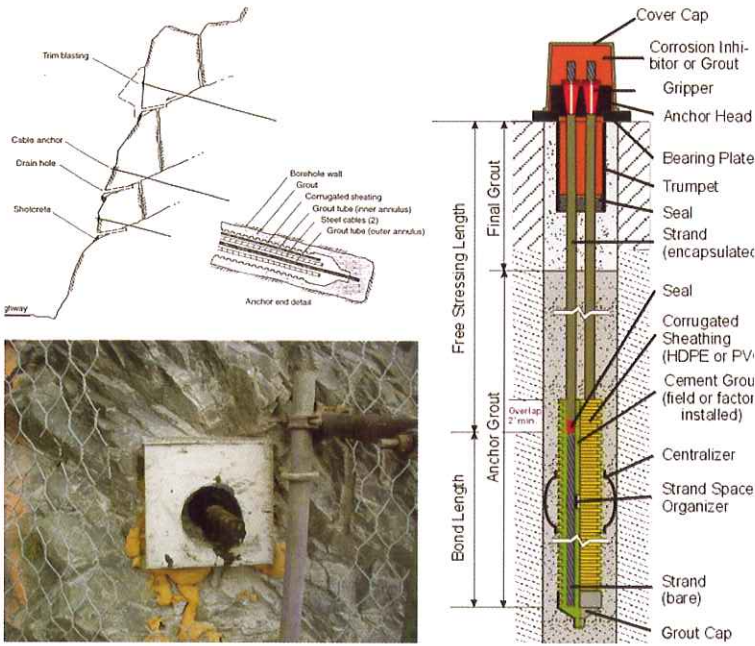 Trim blasting
Cable anchor
Drain hole
Shotcrete
ghway
Borehole wall
Grout
Corrugated sheating
Grout tube (inner annulus)
Steel cables (2)
Grout tube (outer annulus)
Anchor end detail
Cover Cap
Corrosion Inhi-
bitor or Grout
Gripper
Anchor Head
Bearing Plate
Trumpet
Seal
Strand
(encapsulated
Seal
Corrugated
Sheathing
(HDPE or PV
Cement Grou
(field or factor
installed)
Centralizer
Strand Space
Organizer
Strand
(bare)
Grout Cap
Free Stressing Length
Bond Length
Final Grout
Anchor Grout
Overlap
2' min.